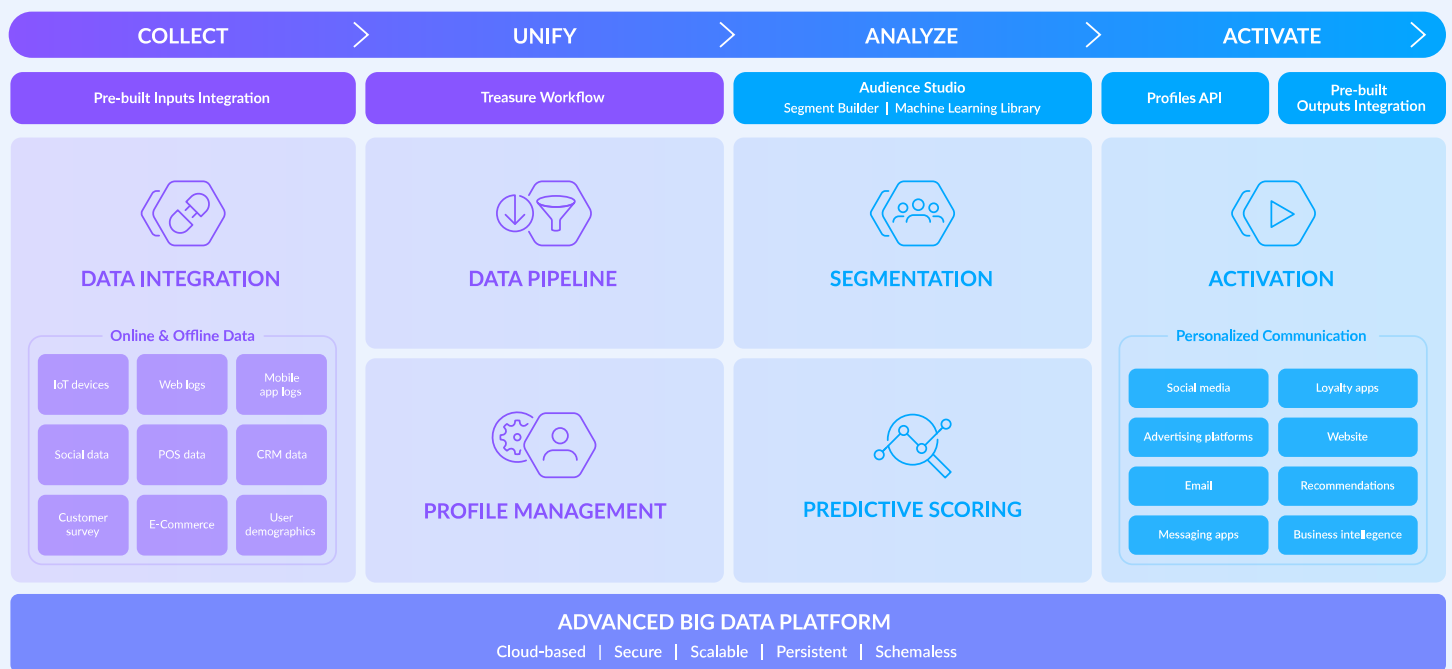 COLLECT
UNIFY
ANALYZE
ACTIVATE
Pre-built Inputs Integration
Treasure Workflow
Audience Studio
Segment Builder | Machine Learning Library
Profiles API
Pre-built
Outputs Integration
DATA INTEGRATION
Online & Offline Data
IoT devices
Web logs
Mobile
app logs
Social data
POS data
CRM data
Customer
survey
E-Commerce
User
demographics
DATA PIPELINE
PROFILE MANAGEMENT
SEGMENTATION
PREDICTIVE SCORING
ACTIVATION
Personalized Communication
Social media
Loyalty apps
Advertising platforms
Website
Email
Recommendations
Messaging apps
Business intellegence
ADVANCED BIG DATA PLATFORM
Cloud-based | Secure | Scalable | Persistent | Schemaless